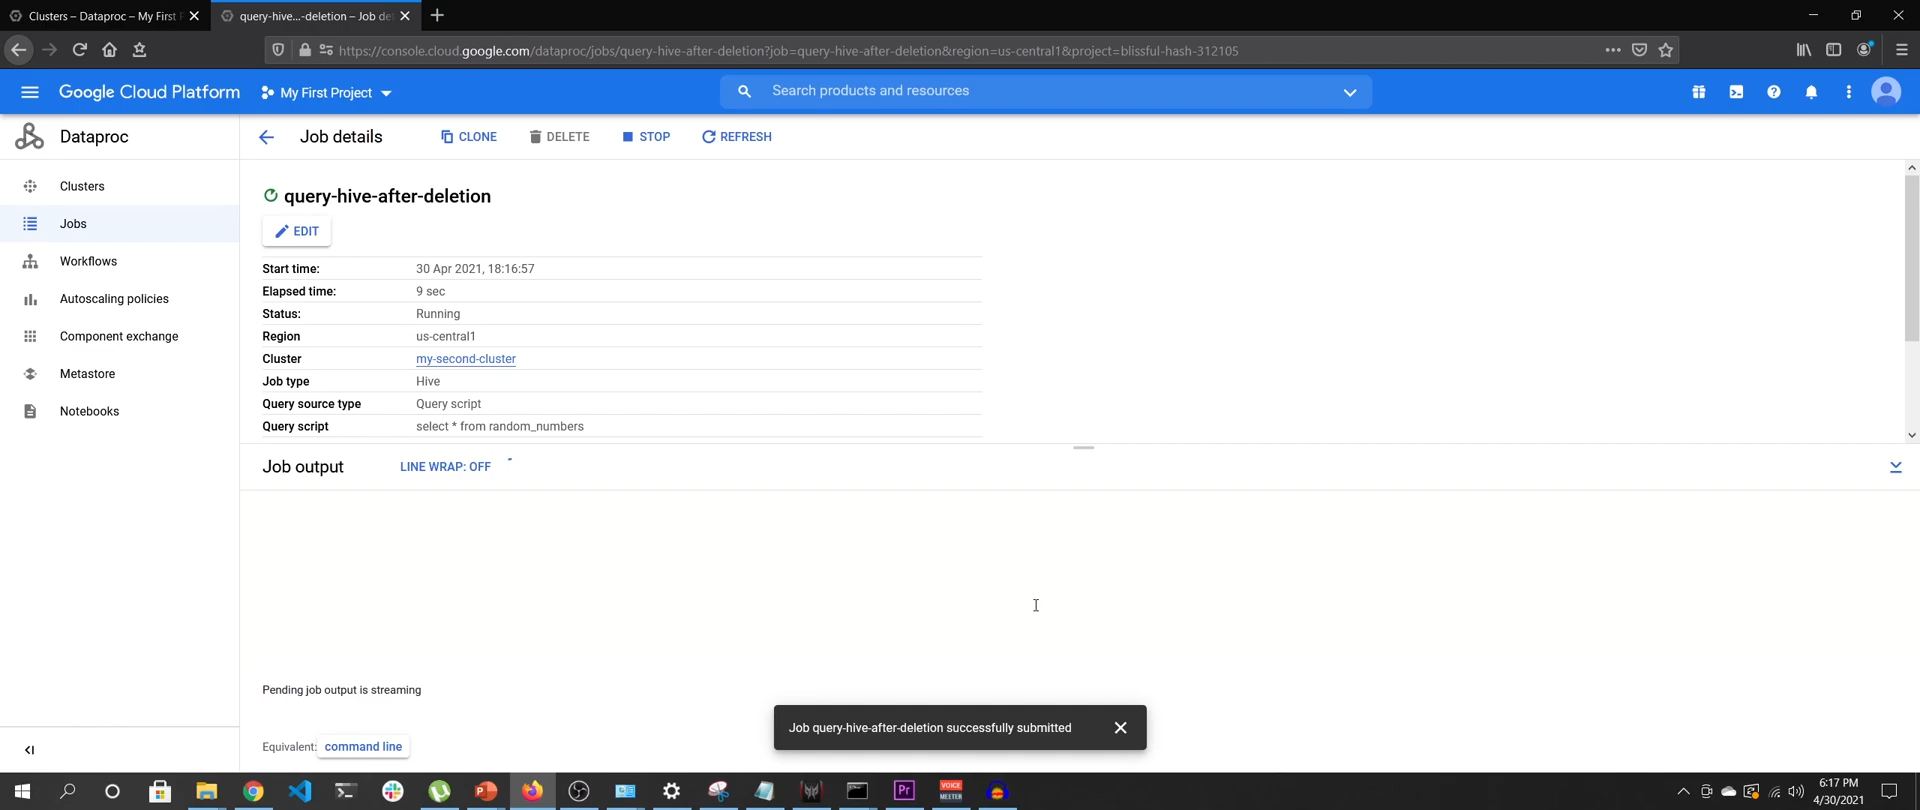 Clusters – Dataproc – My First P
query-hive...-deletion – Job det
https://console.cloud.google.com/dataproc/jobs/query-hive-after-deletion?job=query-hive-after-deletion&region=us-central1&project=blissful-hash-312105
Google Cloud Platform
My First Project
Search products and resources
Dataproc
Job details
CLONE
DELETE
STOP
REFRESH
Clusters
Jobs
Workflows
Autoscaling policies
Component exchange
Metastore
Notebooks
query-hive-after-deletion
EDIT
Start time: 30 Apr 2021, 18:16:57
Elapsed time: 9 sec
Status: Running
Region us-central1
Cluster my-second-cluster
Job type Hive
Query source type Query script
Query script select * from random_numbers
Job output
LINE WRAP: OFF
Pending job output is streaming
Job query-hive-after-deletion successfully submitted
Equivalent: command line
VOICE
MEETER
6:17 PM
4/30/2021